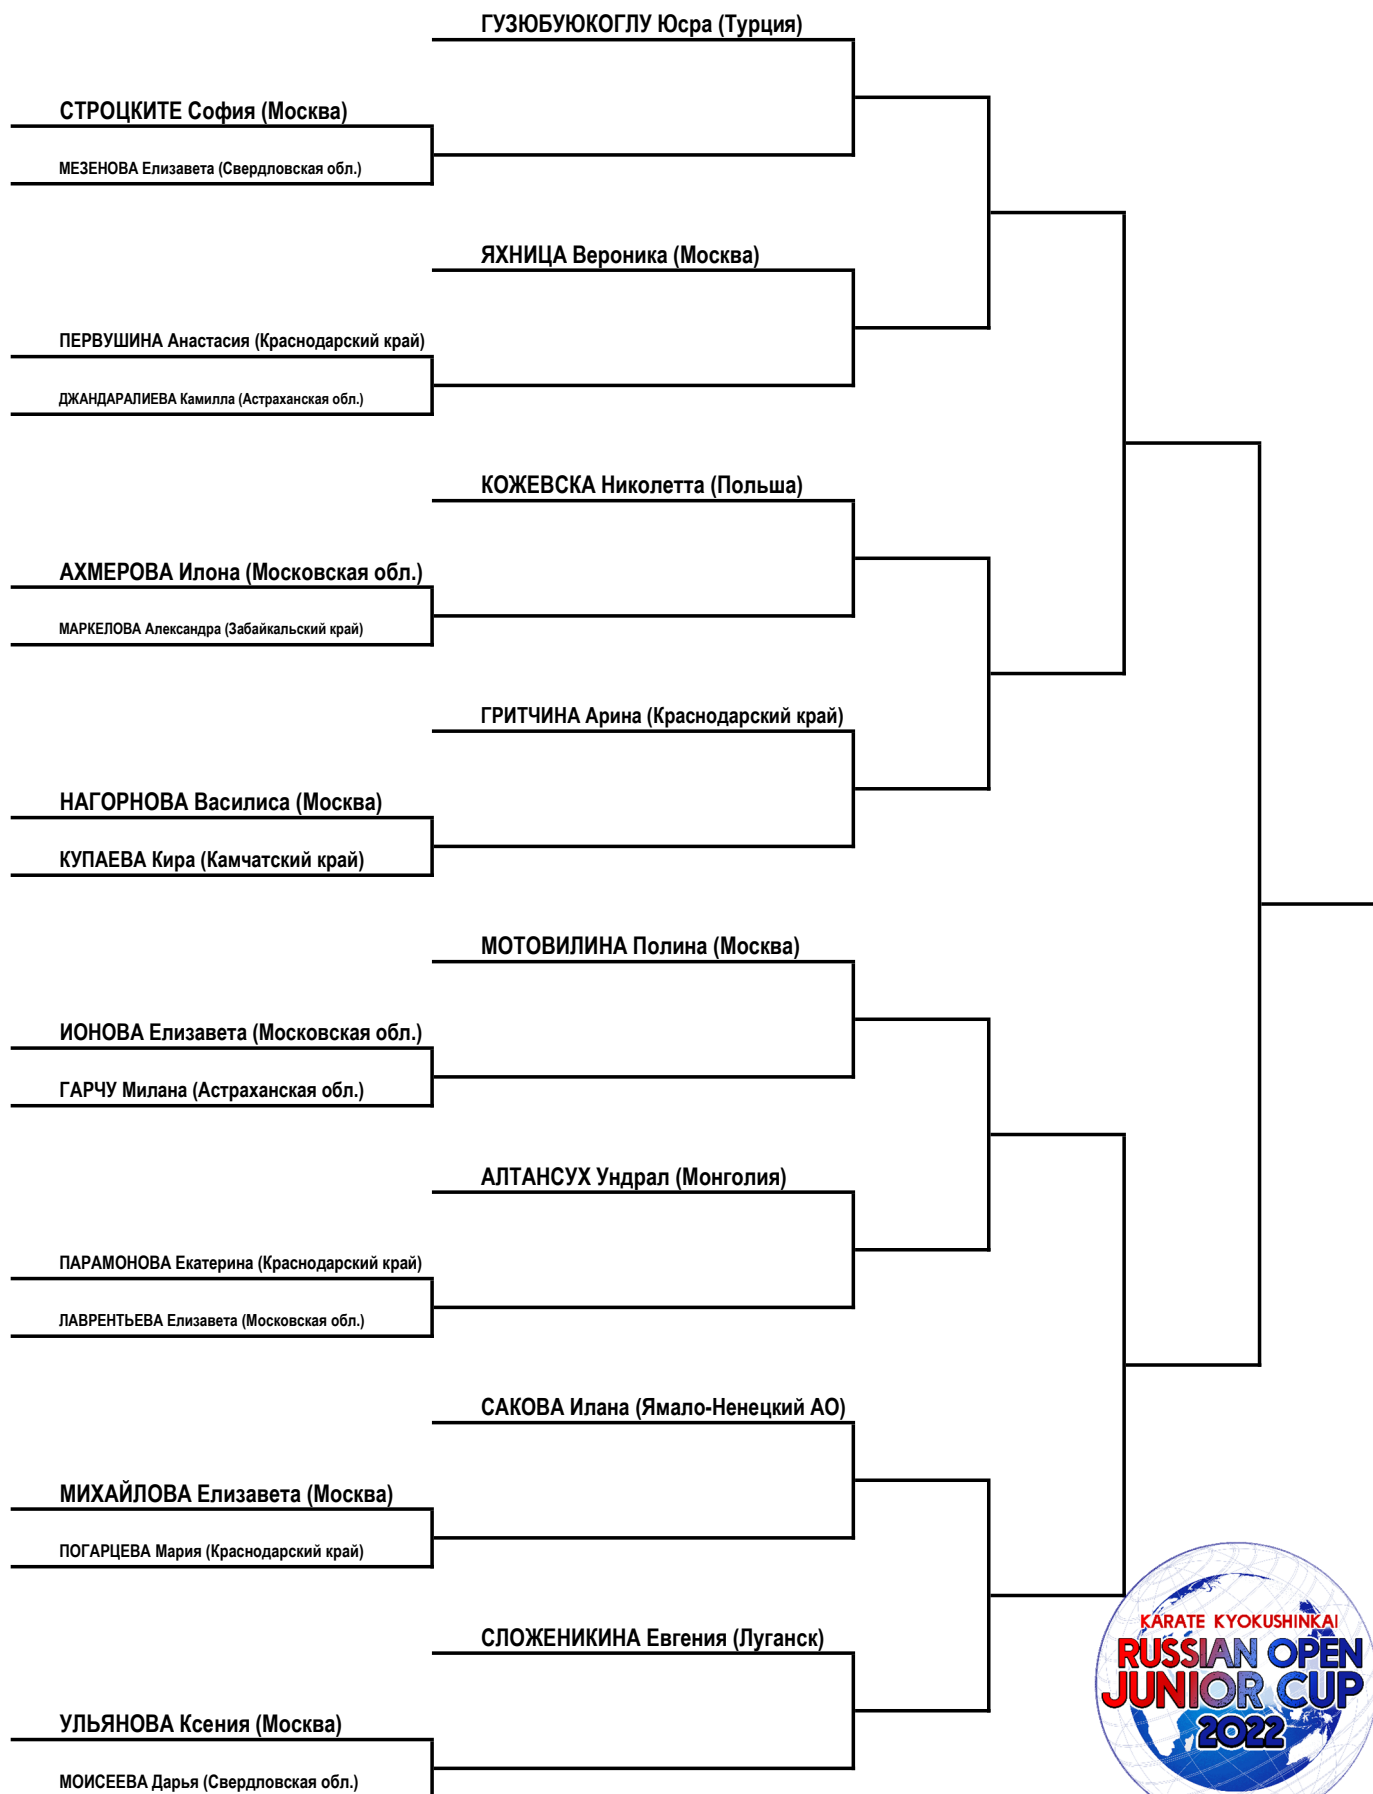 ГУЗЮБУЮКОГЛУ Юсра (Турция)
СТРОЦКИТЕ София (Москва)
МЕЗЕНОВА Елизавета (Свердловская обл.)
ЯХНИЦА Вероника (Москва)
ПЕРВУШИНА Анастасия (Краснодарский край)
ДЖАНДАРАЛИЕВА Камилла (Астраханская обл.)
КОЖЕВСКА Николетта (Польша)
АХМЕРОВА Илона (Московская обл.)
МАРКЕЛОВА Александра (Забайкальский край)
ГРИТЧИНА Арина (Краснодарский край)
НАГОРНОВА Василиса (Москва)
КУПАЕВА Кира (Камчатский край)
МОТОВИЛИНА Полина (Москва)
ИОНОВА Елизавета (Московская обл.)
ГАРЧУ Милана (Астраханская обл.)
АЛТАНСУХ Ундрал (Монголия)
ПАРАМОНОВА Екатерина (Краснодарский край)
ЛАВРЕНТЬЕВА Елизавета (Московская обл.)
САКОВА Илана (Ямало-Ненецкий АО)
МИХАЙЛОВА Елизавета (Москва)
ПОГАРЦЕВА Мария (Краснодарский край)
СЛОЖЕНИКИНА Евгения (Луганск)
УЛЬЯНОВА Ксения (Москва)
МОИСЕЕВА Дарья (Свердловская обл.)
KARATE KYOKUSHINKAI
RUSSIAN OPEN
JUNIOR CUP
2022